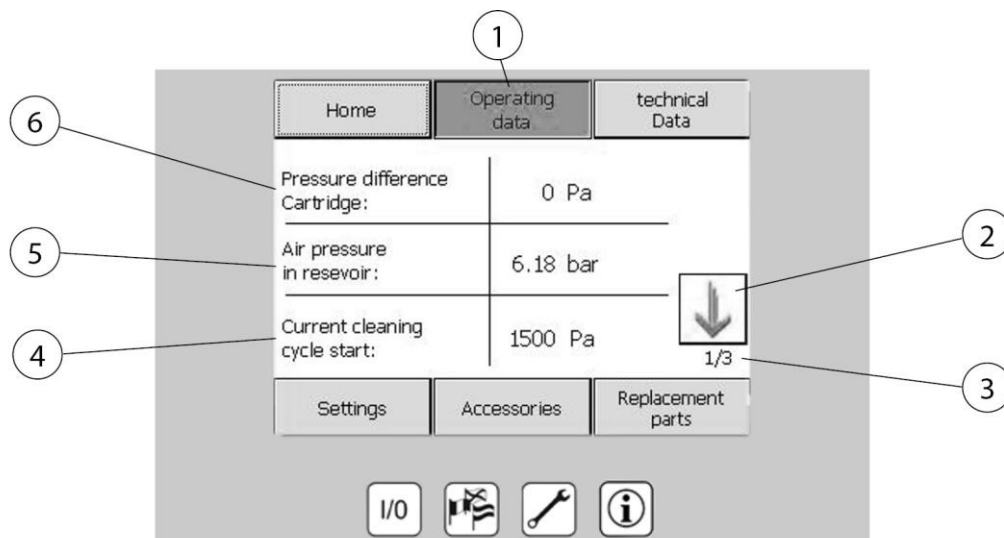 1
Home
Operating
data
technical
Data
6
Pressure difference
Cartridge:
0 Pa
5
Air pressure
in resevoir:
6.18 bar
2
4
Current cleaning
cycle start:
1500 Pa
1/3
3
Settings
Accessories
Replacement
parts
I/0
i